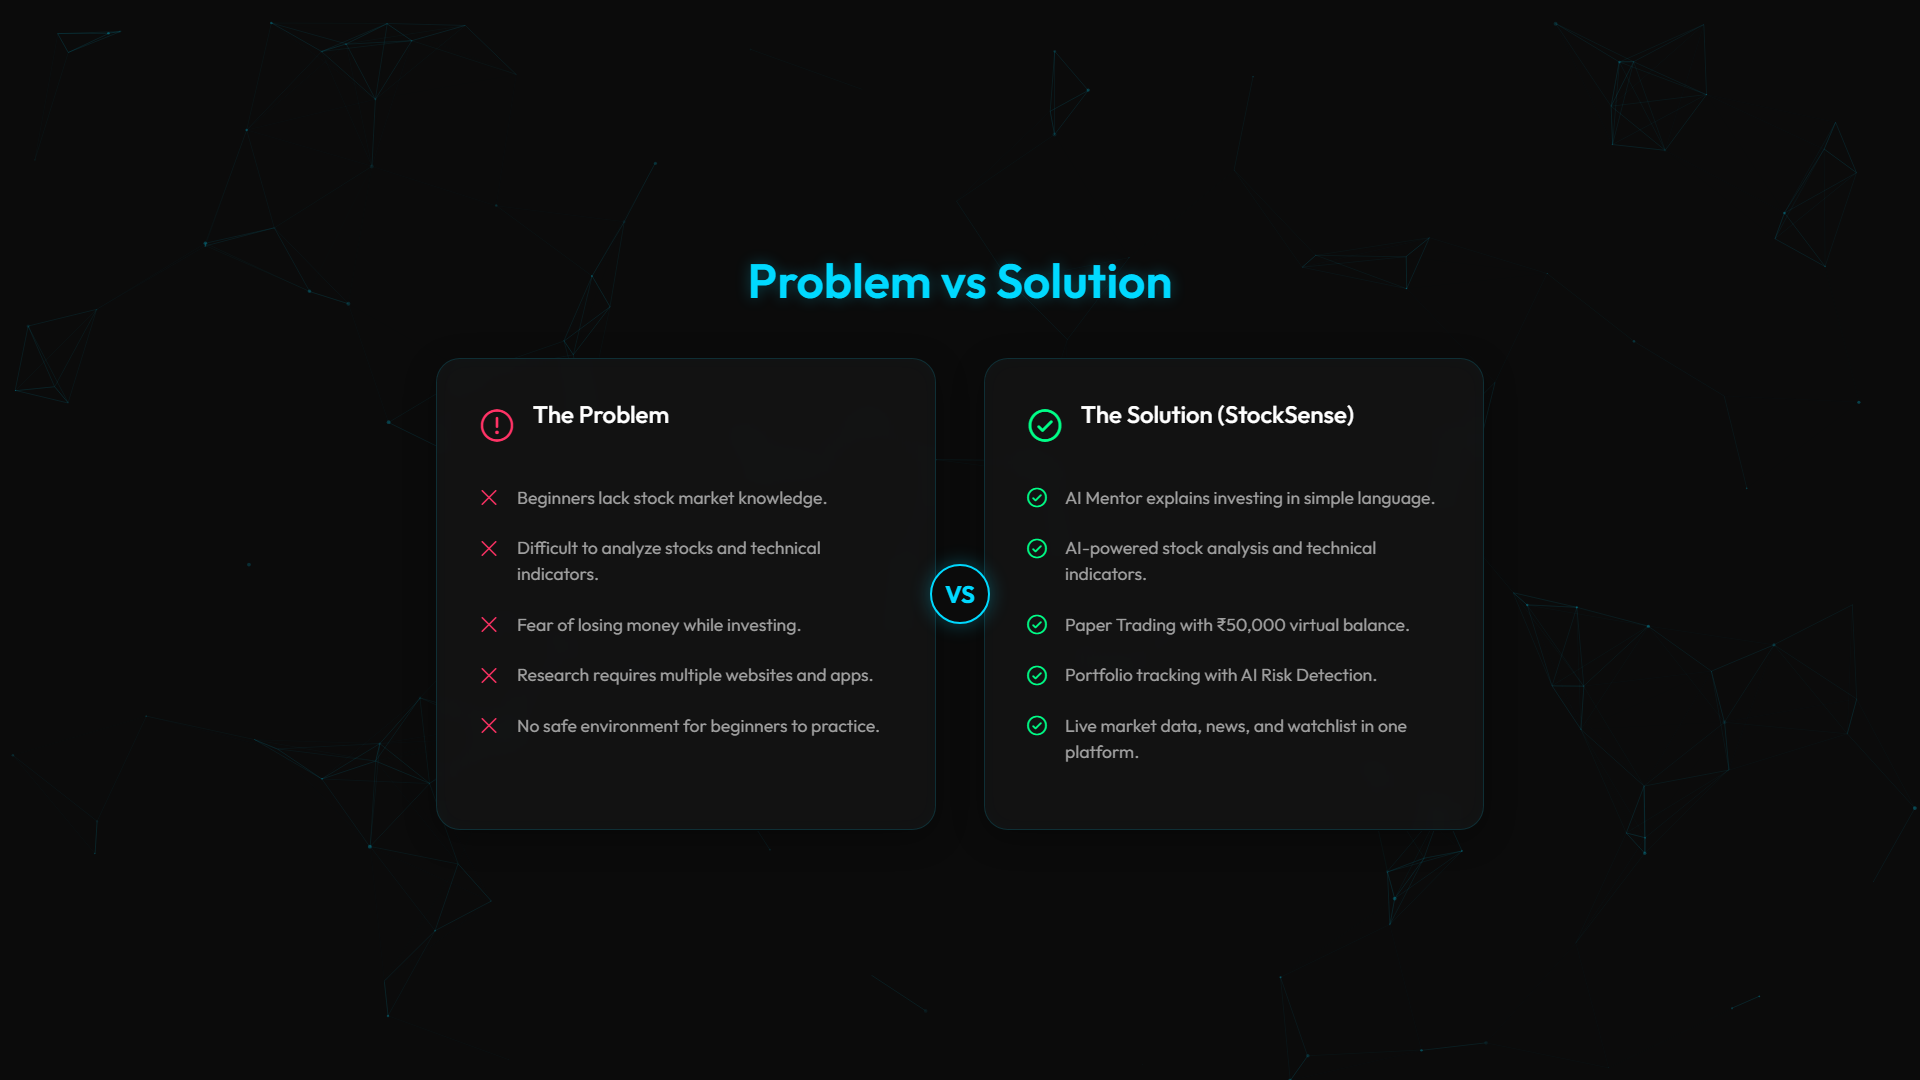 Problem vs Solution
The Problem
Beginners lack stock market knowledge.
Difficult to analyze stocks and technical
indicators.
Fear of losing money while investing.
Research requires multiple websites and apps.
No safe environment for beginners to practice.
VS
The Solution (StockSense)
AI Mentor explains investing in simple language.
AI-powered stock analysis and technical
indicators.
Paper Trading with ₹50,000 virtual balance.
Portfolio tracking with AI Risk Detection.
Live market data, news, and watchlist in one
platform.